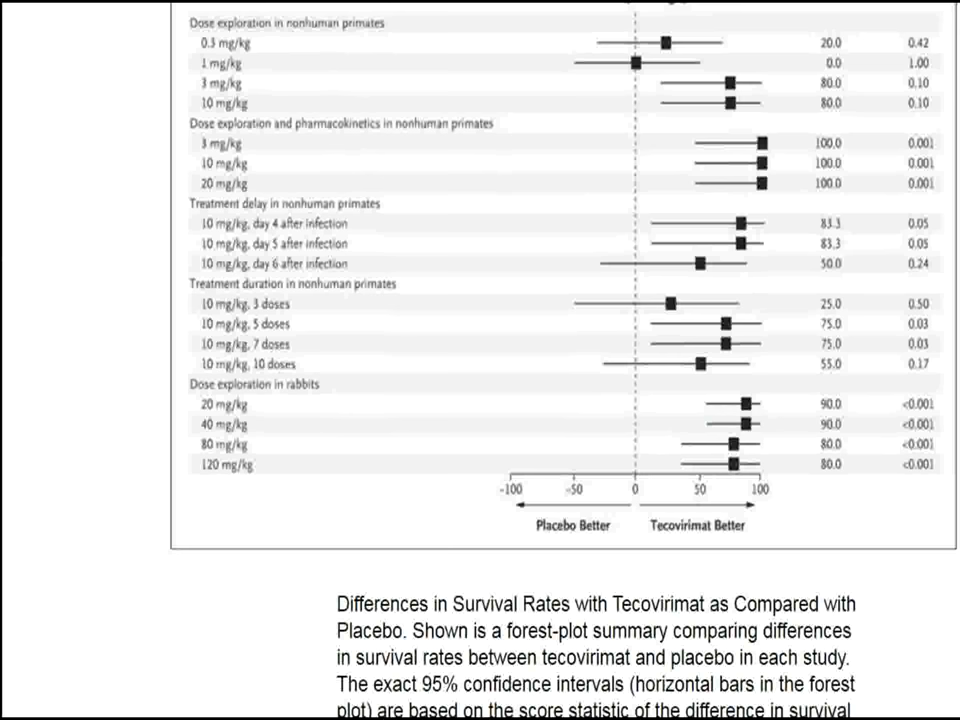 Dose exploration in nonhuman primates
0.3 mg/kg 20.0 0.42
1 mg/kg 0.0 1.00
3 mg/kg 80.0 0.10
10 mg/kg 80.0 0.10
Dose exploration and pharmacokinetics in nonhuman primates
3 mg/kg 100.0 0.001
10 mg/kg 100.0 0.001
20 mg/kg 100.0 0.001
Treatment delay in nonhuman primates
10 mg/kg, day 4 after infection 83.3 0.05
10 mg/kg, day 5 after infection 83.3 0.05
10 mg/kg, day 6 after infection 50.0 0.24
Treatment duration in nonhuman primates
10 mg/kg, 3 doses 25.0 0.50
10 mg/kg, 5 doses 75.0 0.03
10 mg/kg, 7 doses 75.0 0.03
10 mg/kg, 10 doses 55.0 0.17
Dose exploration in rabbits
20 mg/kg 90.0 <0.001
40 mg/kg 90.0 <0.001
80 mg/kg 80.0 <0.001
120 mg/kg 80.0 <0.001
-100 -50 0 50 100
Placebo Better Tecovirimat Better
Differences in Survival Rates with Tecovirimat as Compared with
Placebo. Shown is a forest-plot summary comparing differences
in survival rates between tecovirimat and placebo in each study.
The exact 95% confidence intervals (horizontal bars in the forest
plot) are based on the score statistic of the difference in survival